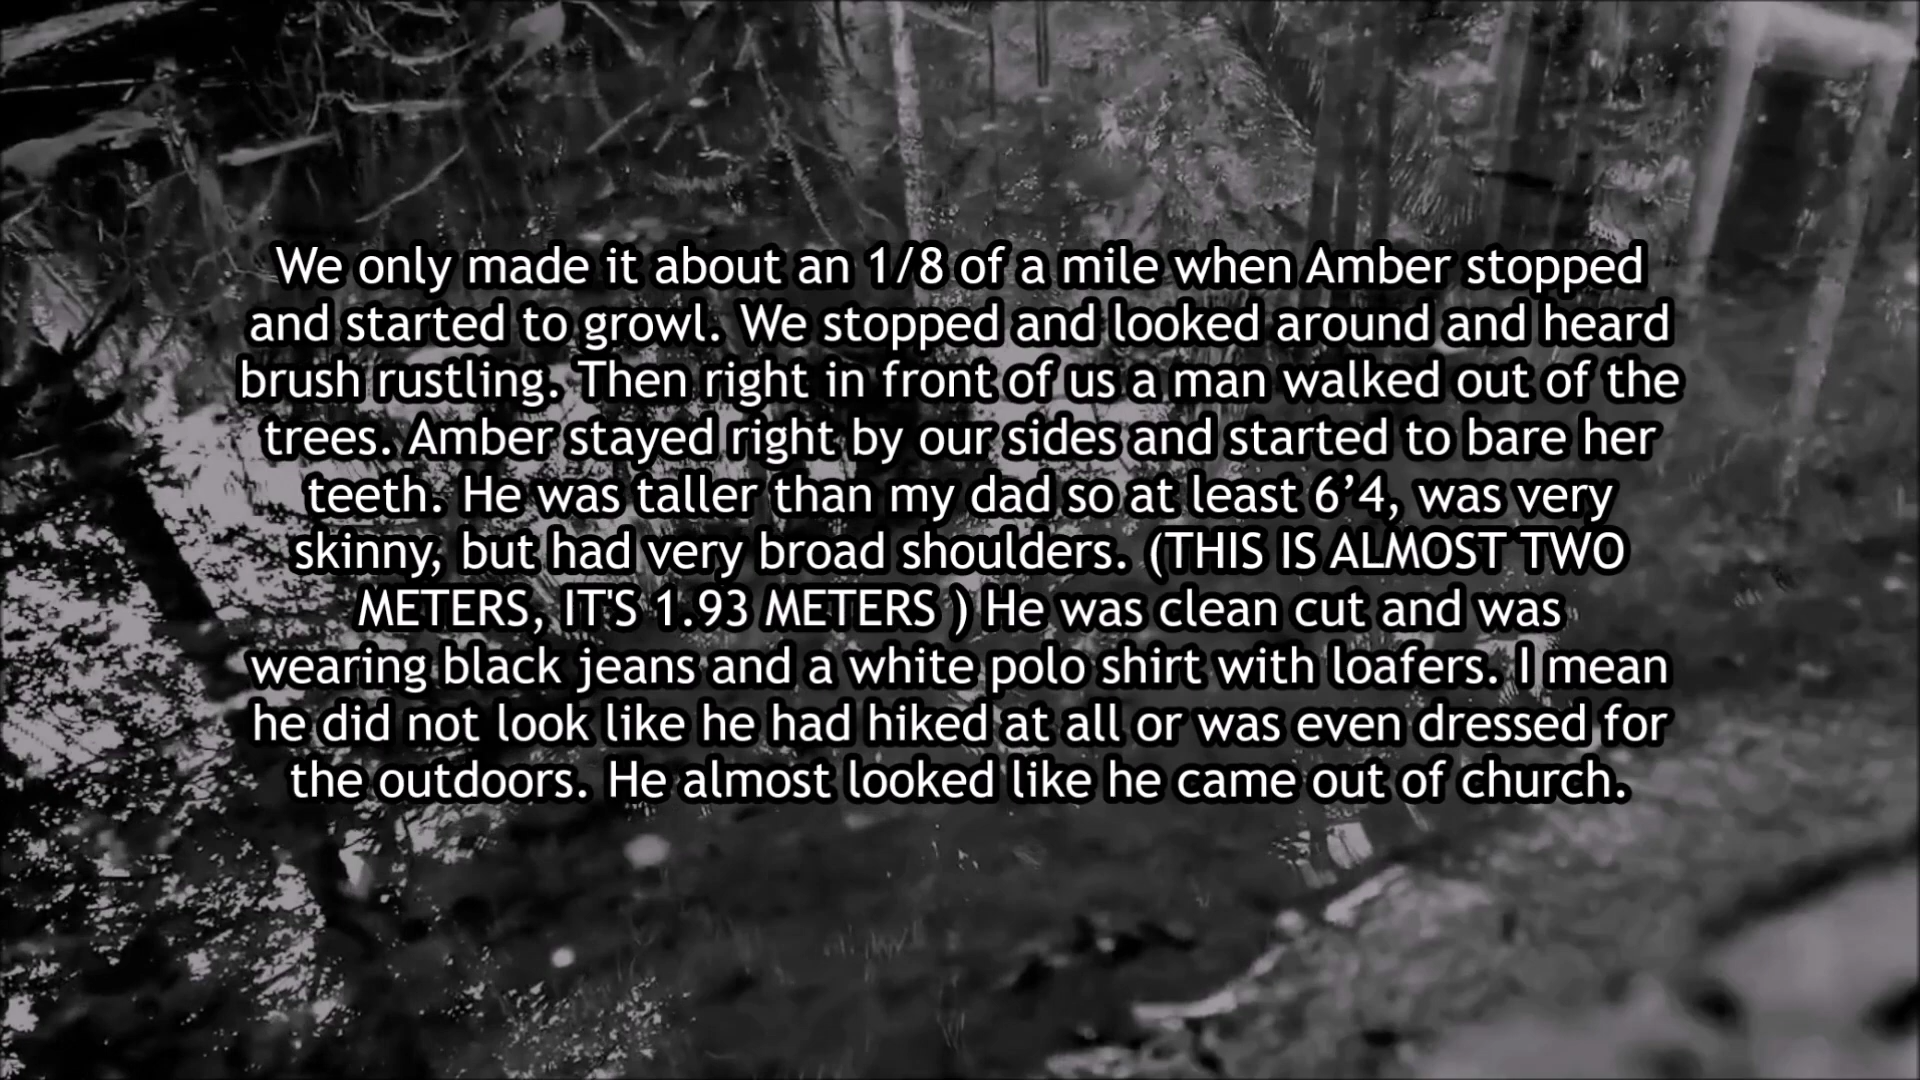 We only made it about an 1/8 of a mile when Amber stopped
and started to growl. We stopped and looked around and heard
brush rustling. Then right in front of us a man walked out of the
trees. Amber stayed right by our sides and started to bare her
teeth. He was taller than my dad so at least 6’4, was very
skinny, but had very broad shoulders. (THIS IS ALMOST TWO
METERS, IT'S 1.93 METERS ) He was clean cut and was
wearing black jeans and a white polo shirt with loafers. I mean
he did not look like he had hiked at all or was even dressed for
the outdoors. He almost looked like he came out of church.